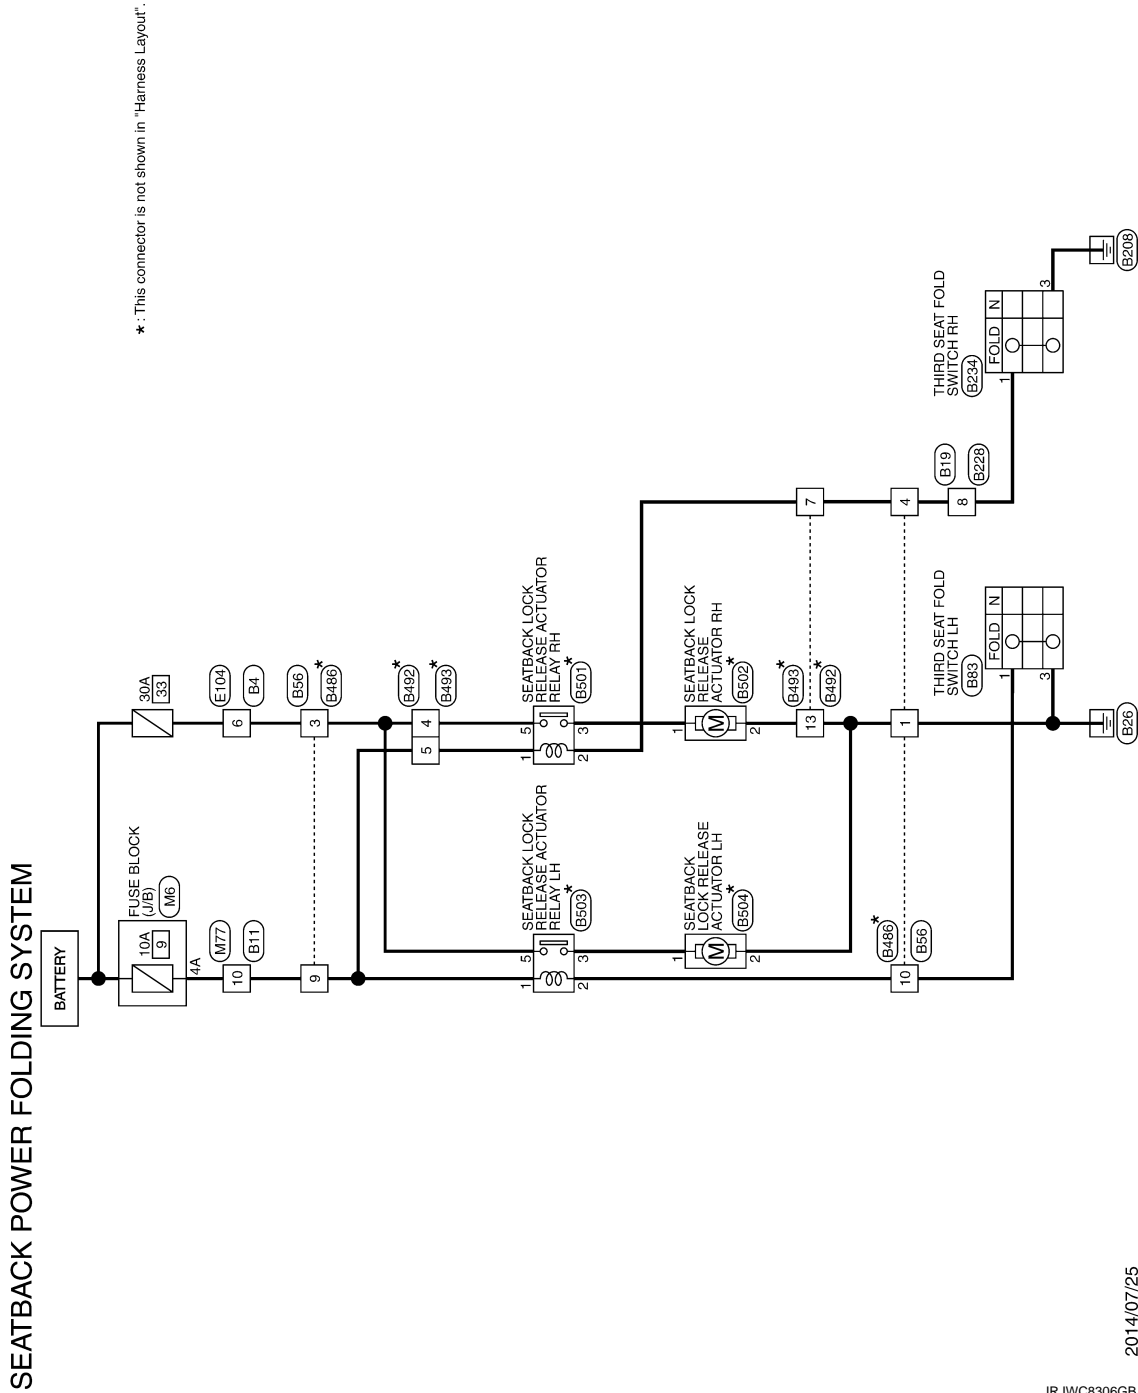 SEATBACK POWER FOLDING SYSTEM
* : This connector is not shown in "Harness Layout".
BATTERY
FUSE BLOCK
(J/B)
M6
10A
9
4A
30A
33
M77
B11
10
E104
B4
6
B56
B486
*
3
9
B492
*
B493
*
4
5
SEATBACK LOCK
RELEASE ACTUATOR
RELAY LH
B503
*
1
5
2
3
SEATBACK LOCK
RELEASE ACTUATOR
RELAY RH
B501
*
1
5
2
3
SEATBACK
LOCK RELEASE
ACTUATOR LH
B504
*
1
M
2
SEATBACK LOCK
RELEASE
ACTUATOR RH
B502
*
1
M
2
B493
*
B492
*
13
7
B486
*
B56
10
1
4
B19
B228
8
THIRD SEAT FOLD
SWITCH LH
B83
FOLD N
1
3
B26
THIRD SEAT FOLD
SWITCH RH
B234
FOLD N
1
3
B208
2014/07/25